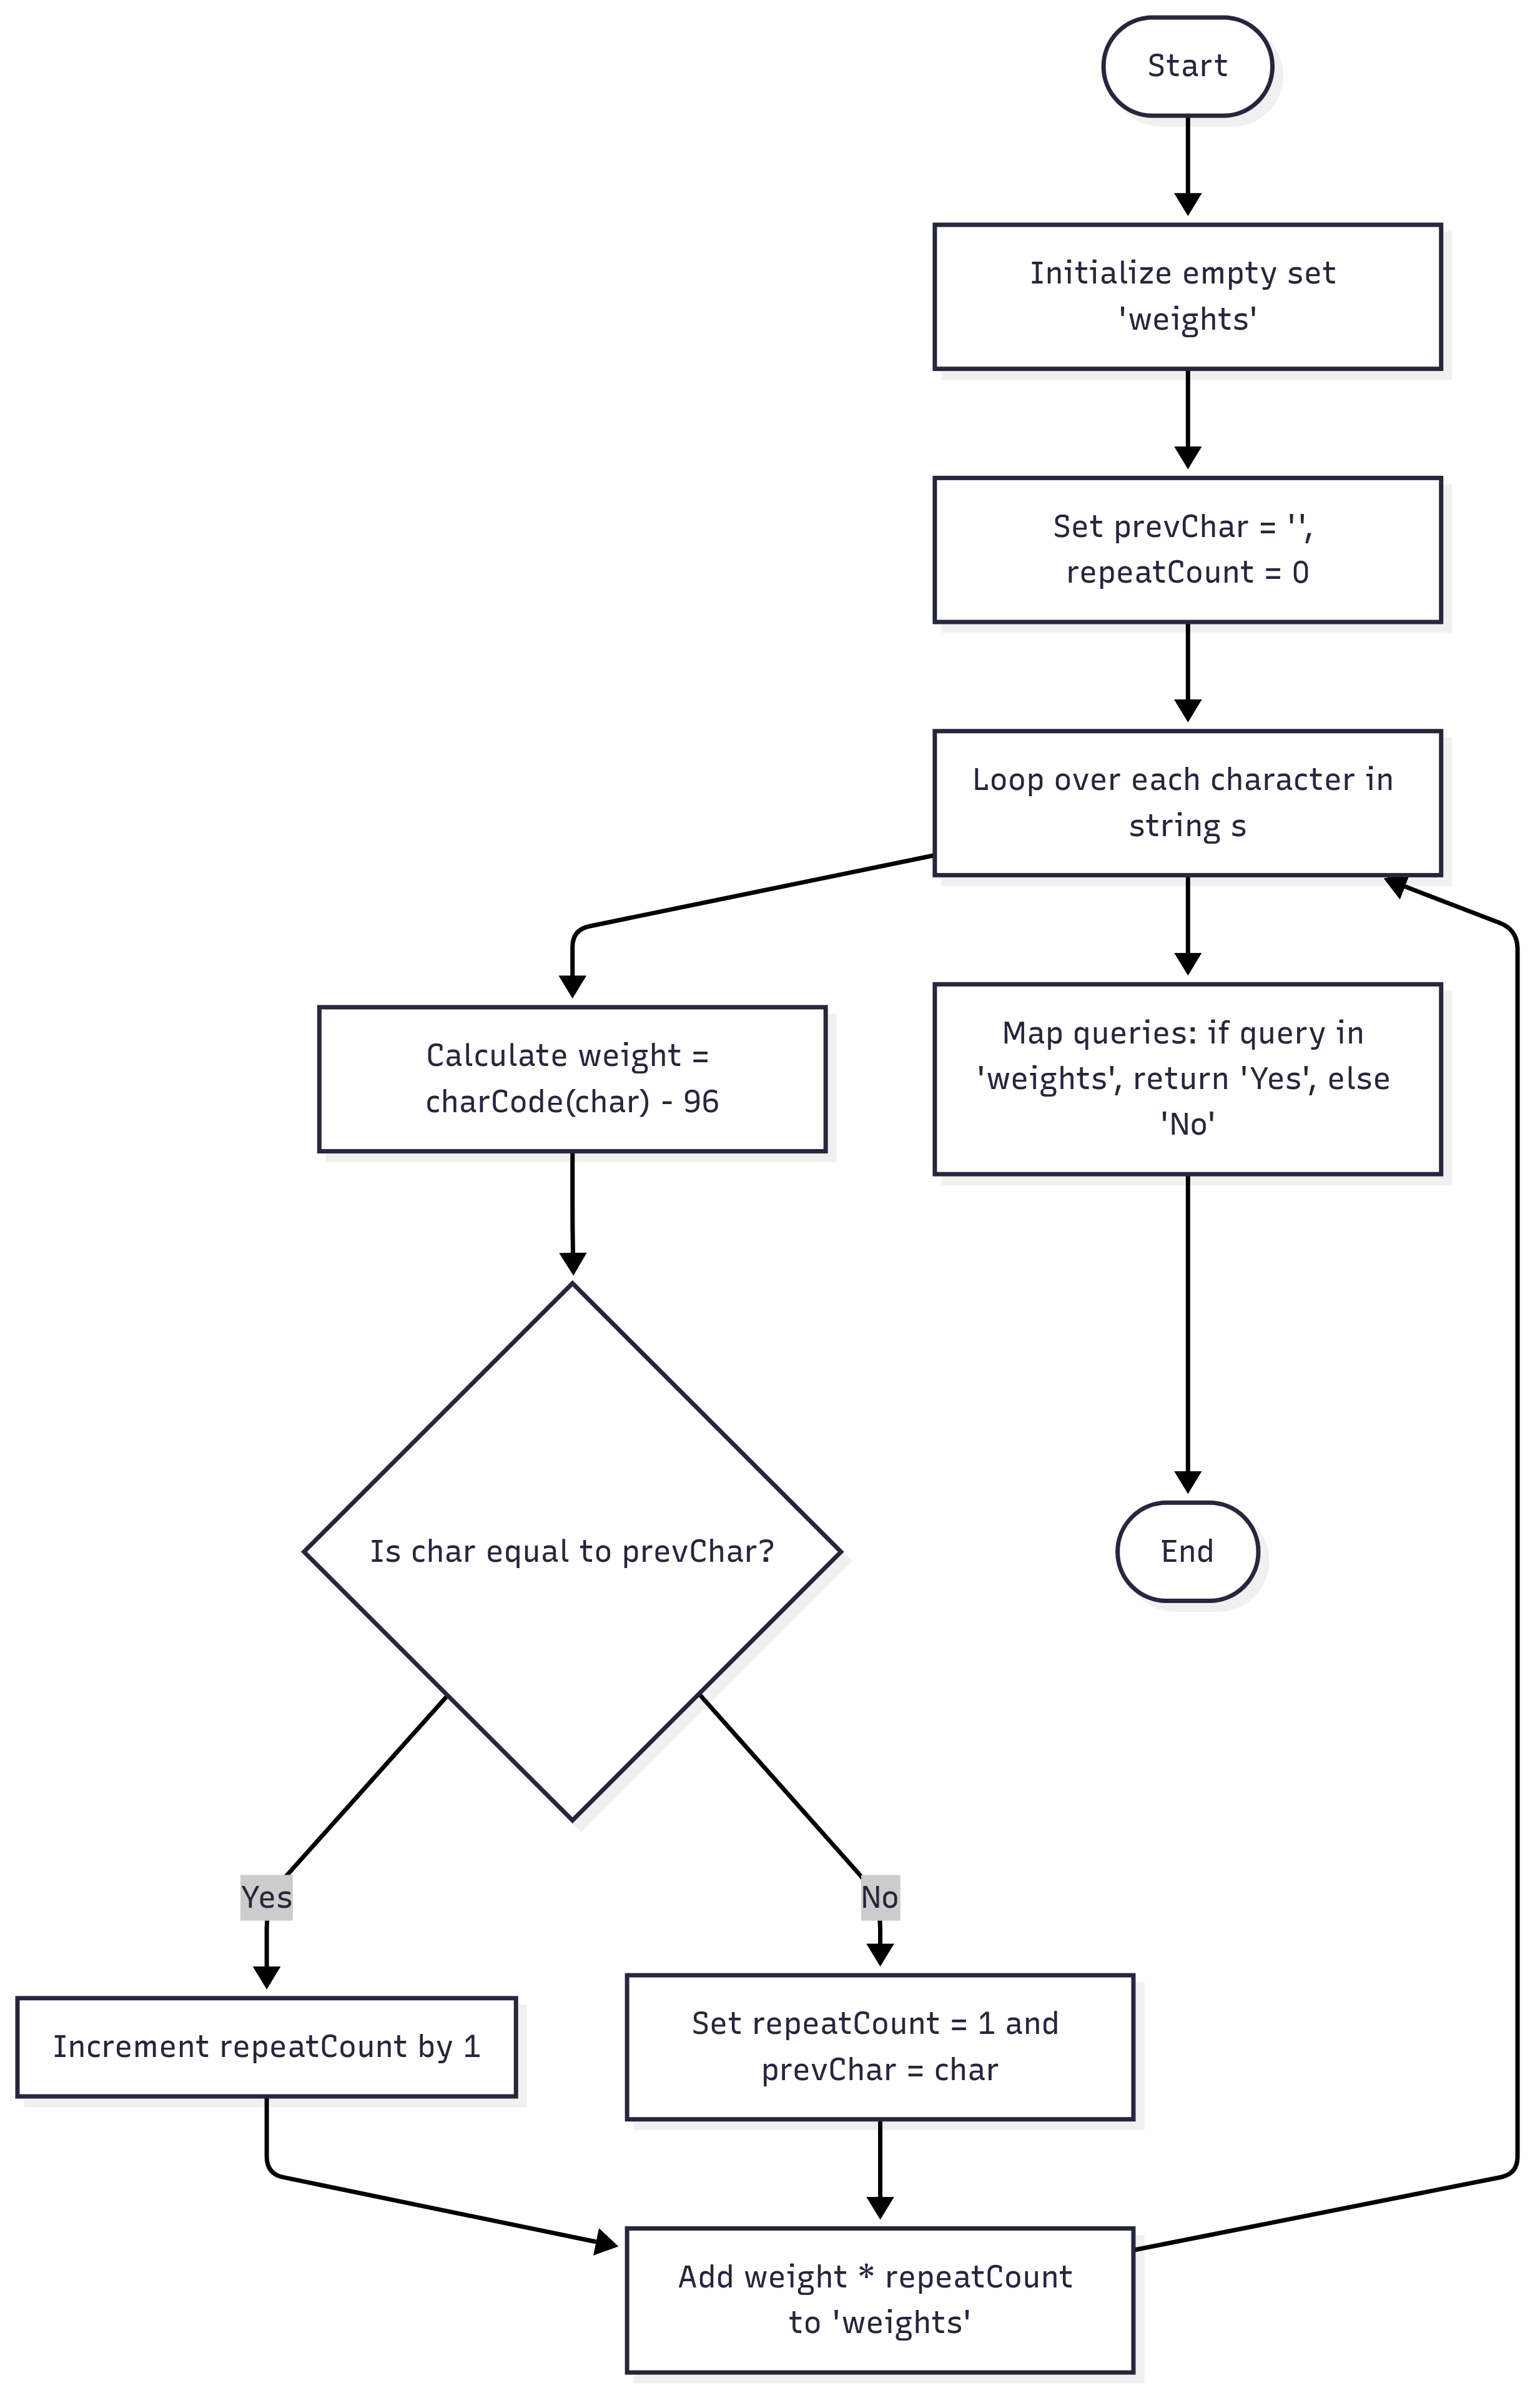 Start
Initialize empty set
'weights'
Set prevChar = '',
repeatCount = 0
Loop over each character in
string s
Calculate weight =
charCode(char) - 96
Map queries: if query in
'weights', return 'Yes', else
'No'
Is char equal to prevChar?
End
Yes
No
Increment repeatCount by 1
Set repeatCount = 1 and
prevChar = char
Add weight * repeatCount
to 'weights'